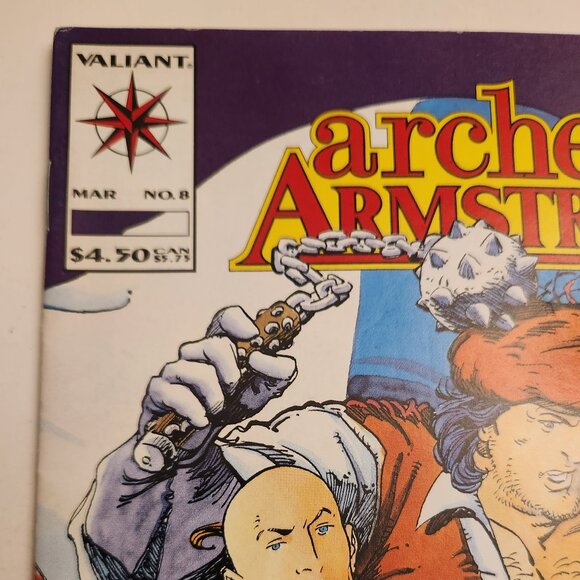 VALIANT®
MAR NO. 8
$4.50 CAN $5.75
arche
ARMSTR